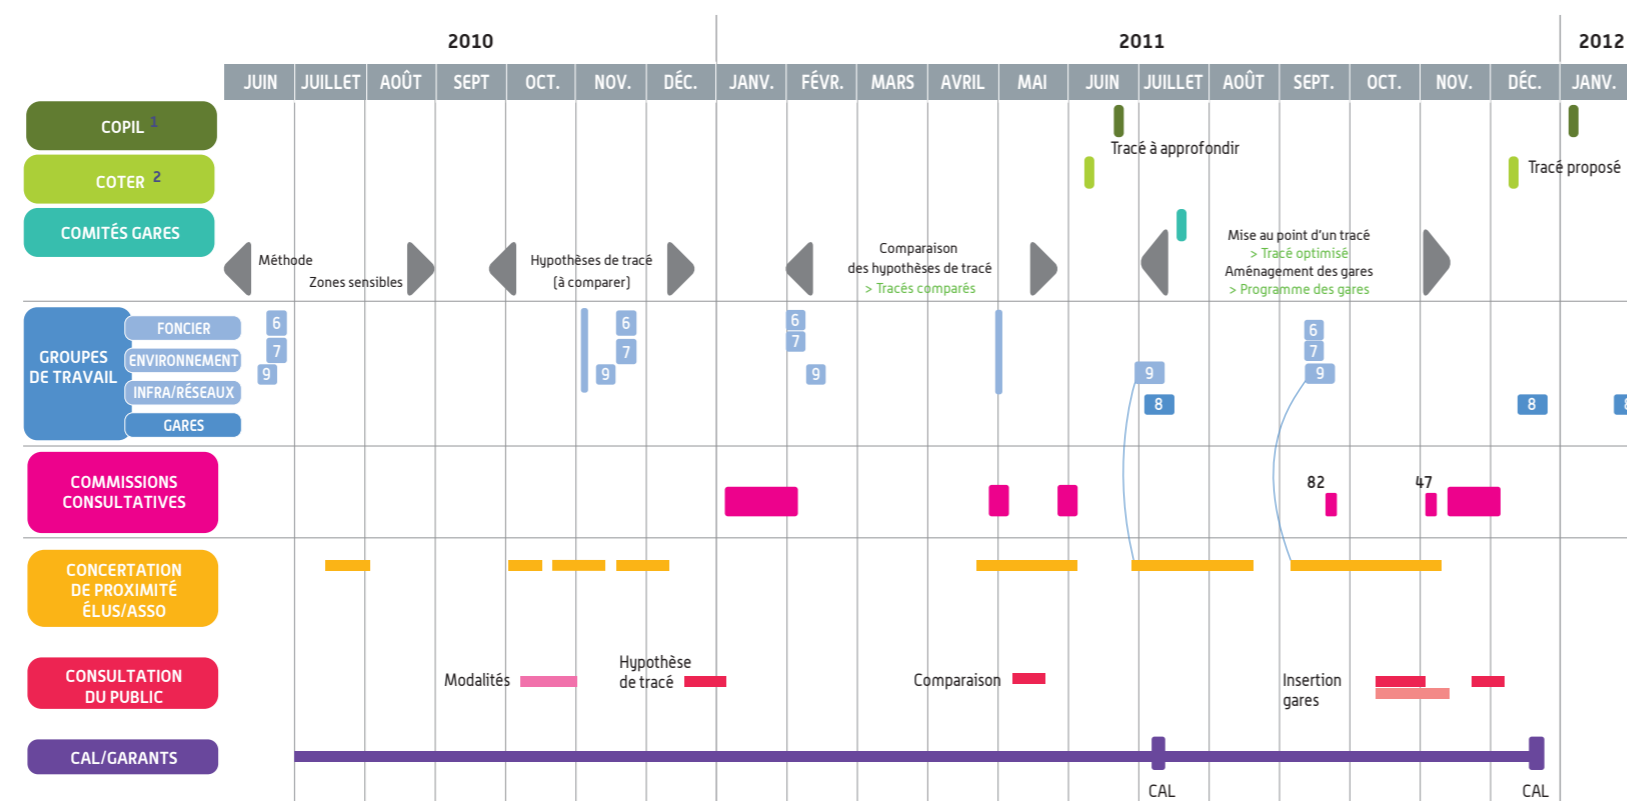 2010
2011
2012
JUIN JUILLET AOÛT SEPT OCT. NOV. DÉC. JANV. FÉVR. MARS AVRIL MAI JUIN JUILLET AOÛT SEPT. OCT. NOV. DÉC. JANV.
COPIL 1
Tracé à approfondir
COTER 2
Tracé proposé
COMITÉS GARES
Méthode
Zones sensibles
Hypothèses de tracé
(à comparer)
Comparaison
des hypothèses de tracé
> Tracés comparés
Mise au point d'un tracé
> Tracé optimisé
Aménagement des gares
> Programme des gares
GROUPES
DE TRAVAIL
FONCIER
6 6 6 6
ENVIRONNEMENT
7 7 7 7
INFRA/RÉSEAUX
9 9 9 9 9
GARES
8 8
COMMISSIONS
CONSULTATIVES
82 47
CONCERTATION
DE PROXIMITÉ
ÉLUS/ASSO
CONSULTATION
DU PUBLIC
Modalités
Hypothèse
de tracé
Comparaison
Insertion
gares
CAL/GARANTS
CAL CAL